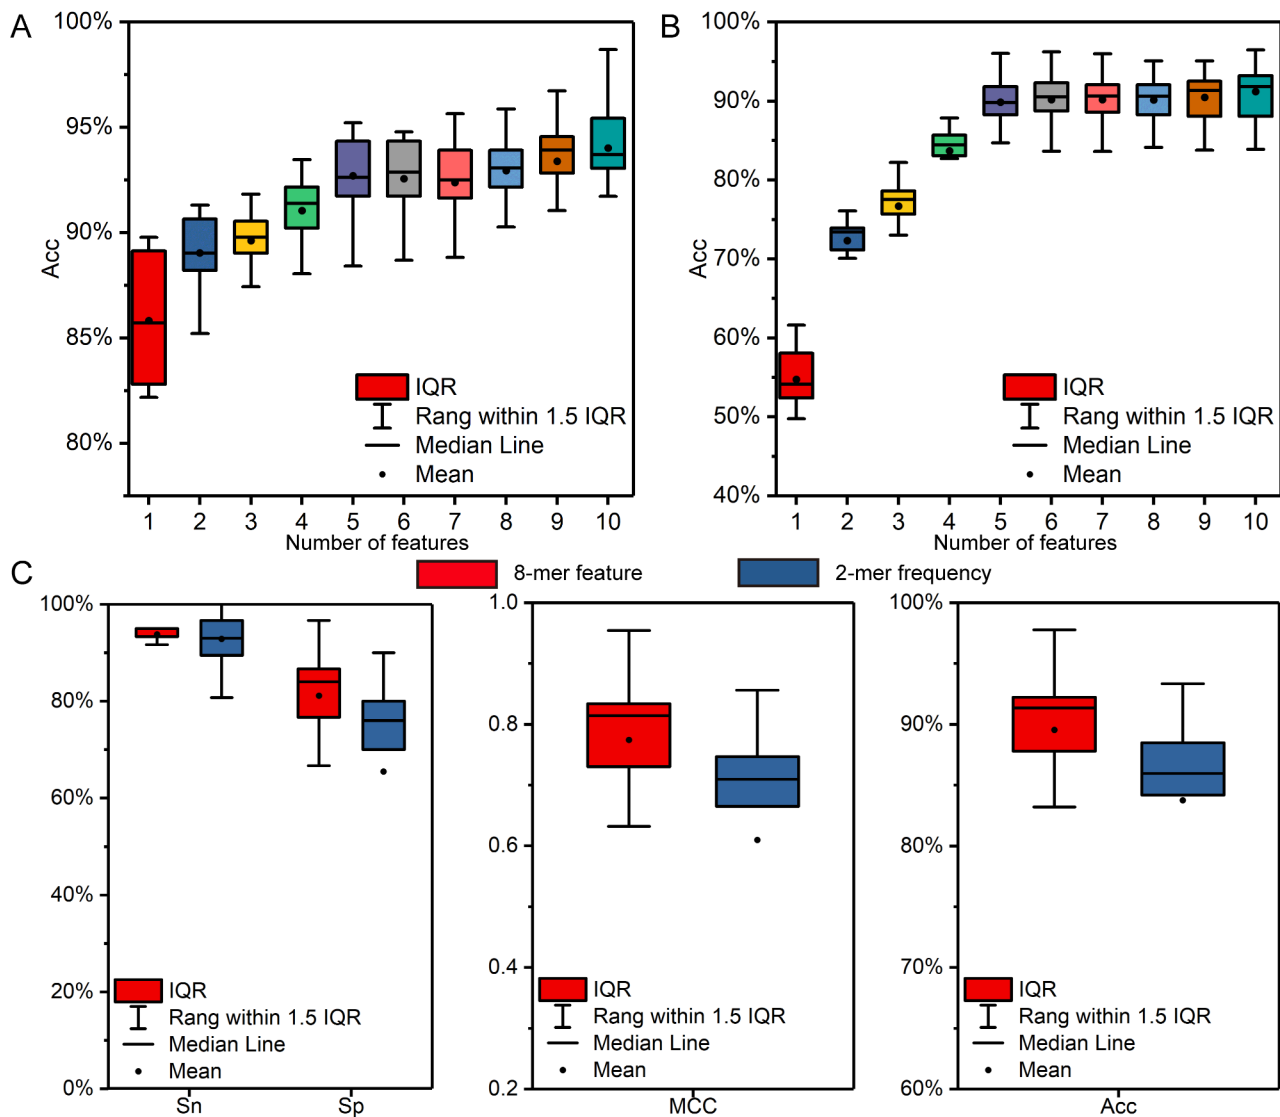 A
100%
95%
90%
85%
80%
Acc
IQR
Rang within 1.5 IQR
Median Line
Mean
1 2 3 4 5 6 7 8 9 10
Number of features
B
100%
90%
80%
70%
60%
50%
40%
Acc
IQR
Rang within 1.5 IQR
Median Line
Mean
1 2 3 4 5 6 7 8 9 10
Number of features
C
8-mer feature
2-mer frequency
100%
80%
60%
40%
20%
0%
IQR
Rang within 1.5 IQR
Median Line
Mean
Sn Sp
1.0
0.8
0.6
0.4
0.2
IQR
Rang within 1.5 IQR
Median Line
Mean
MCC
100%
90%
80%
70%
60%
IQR
Rang within 1.5 IQR
Median Line
Mean
Acc